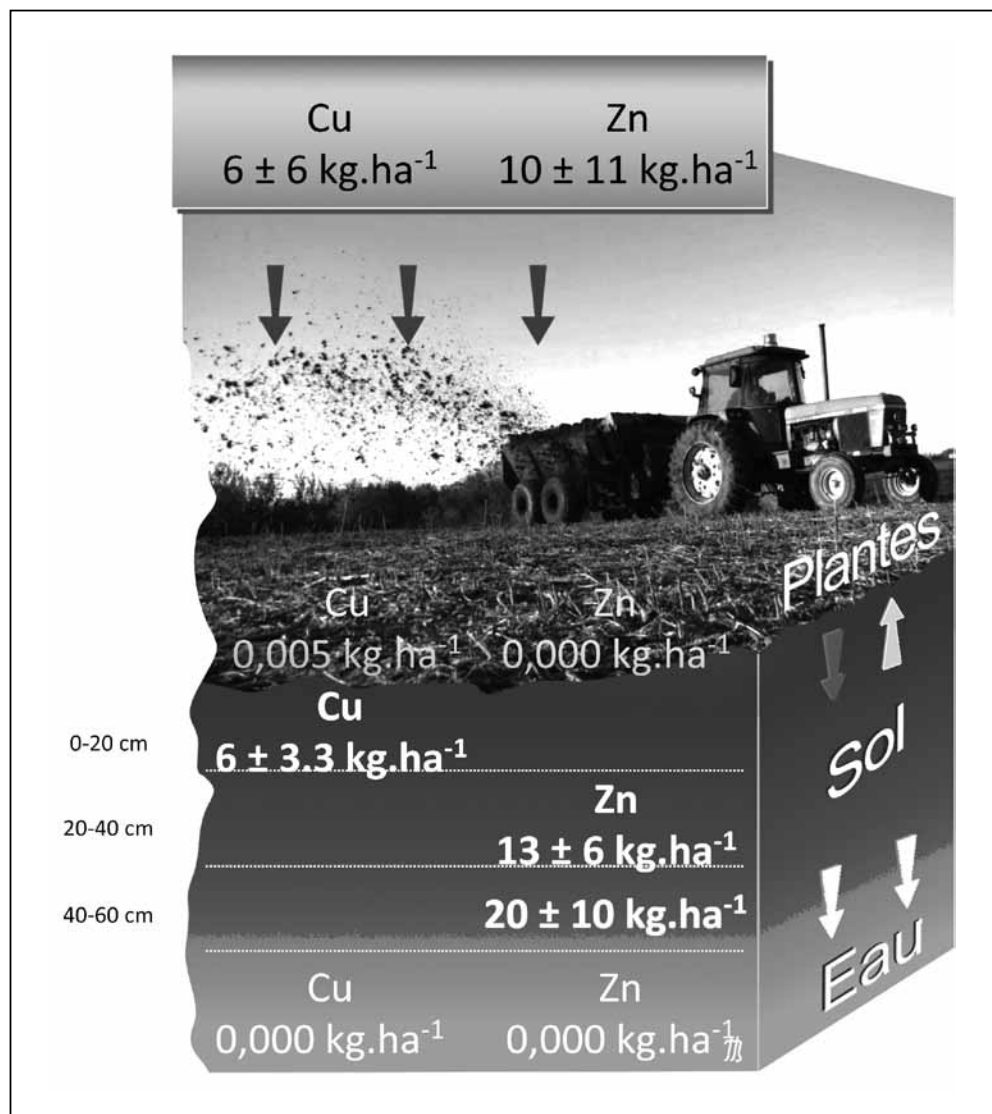 Cu Zn
6 ± 6 kg.ha⁻¹ 10 ± 11 kg.ha⁻¹
Plantes
Cu Zn
0,005 kg.ha⁻¹ 0,000 kg.ha⁻¹
Cu
0-20 cm
6 ± 3.3 kg.ha⁻¹
Sol
Zn
20-40 cm
13 ± 6 kg.ha⁻¹
40-60 cm
20 ± 10 kg.ha⁻¹
Eau
Cu Zn
0,000 kg.ha⁻¹ 0,000 kg.ha⁻¹